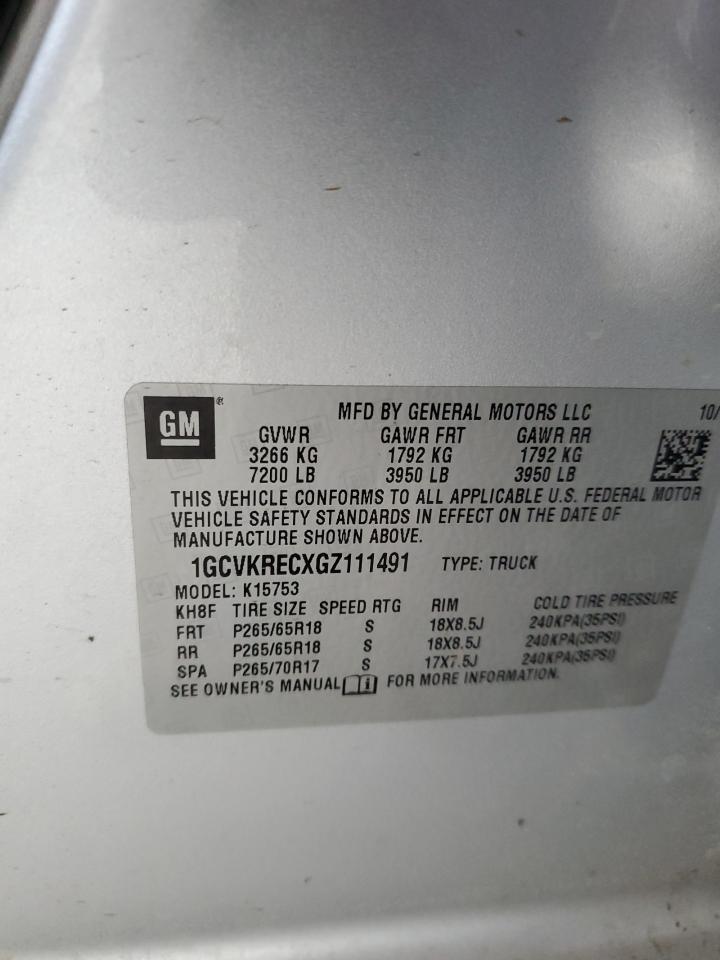 GM ® MFD BY GENERAL MOTORS LLC 10/
GVWR GAWR FRT GAWR RR
3266 KG 1792 KG 1792 KG
7200 LB 3950 LB 3950 LB
THIS VEHICLE CONFORMS TO ALL APPLICABLE U.S. FEDERAL MOTOR
VEHICLE SAFETY STANDARDS IN EFFECT ON THE DATE OF
MANUFACTURE SHOWN ABOVE.
1GCVKRECXGZ111491 TYPE: TRUCK
MODEL: K15753
KH8F TIRE SIZE SPEED RTG RIM COLD TIRE PRESSURE
FRT P265/65R18 S 18X8.5J 240KPA(35PSI)
RR P265/65R18 S 18X8.5J 240KPA(35PSI)
SPA P265/70R17 S 17X7.5J 240KPA(35PSI)
SEE OWNER'S MANUAL i FOR MORE INFORMATION.